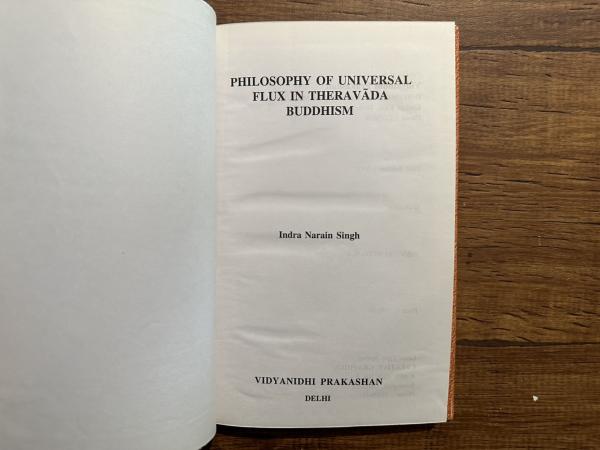 PHILOSOPHY OF UNIVERSAL
FLUX IN THERAVĀDA
BUDDHISM
Indra Narain Singh
VIDYANIDHI PRAKASHAN
DELHI